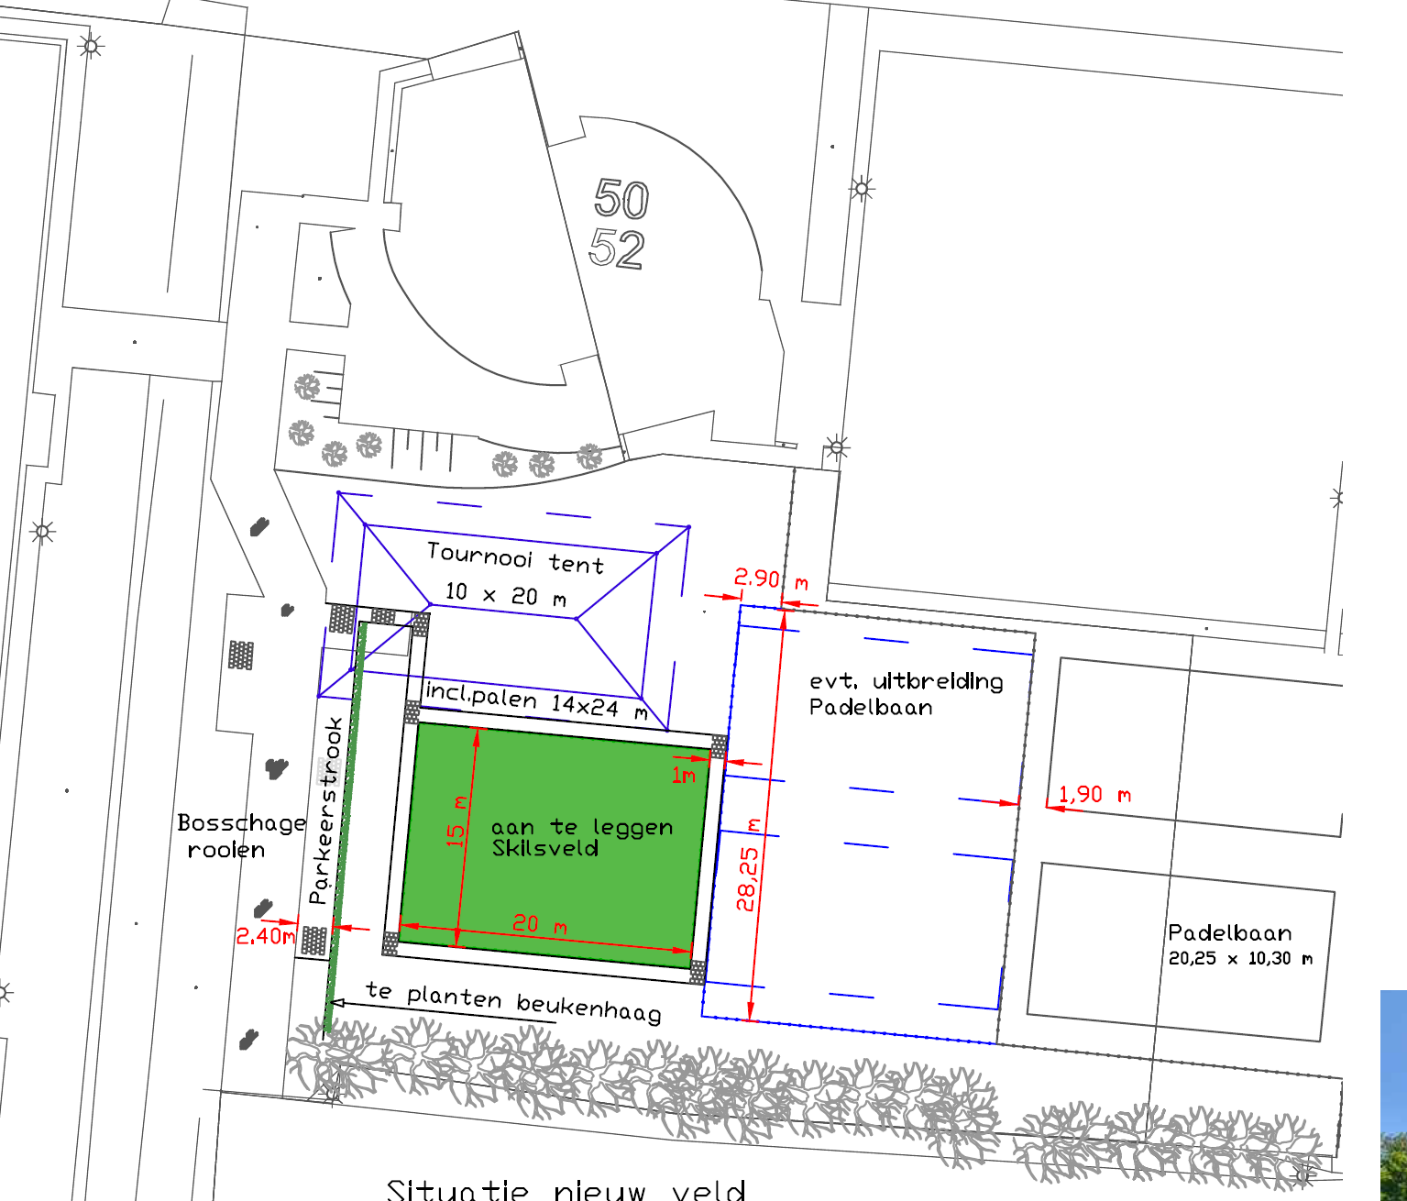 50
52
Tournooi tent
10 x 20 m
2.90 m
evt. uitbreiding
Padelbaan
incl.palen 14x24 m
1m
1,90 m
Parkeerstrook
Bosschage
rooien
15 m
aan te leggen
Skilsveld
28,25 m
20 m
2.40m
Padelbaan
20,25 x 10,30 m
te planten beukenhaag
Situatie nieuw veld